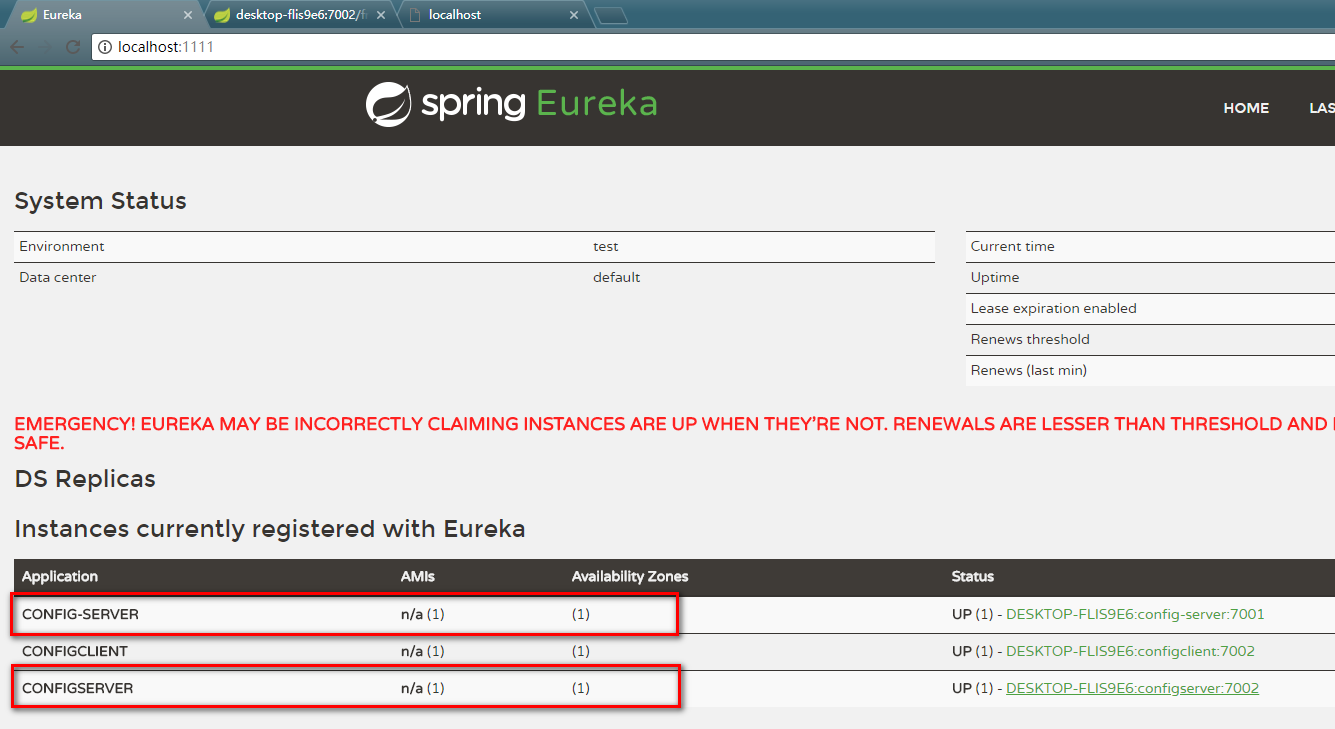 Eureka
desktop-flis9e6:7002/
localhost
localhost:1111
spring Eureka
HOME
System Status
Environment test
Data center default
Current time
Uptime
Lease expiration enabled
Renews threshold
Renews (last min)
EMERGENCY! EUREKA MAY BE INCORRECTLY CLAIMING INSTANCES ARE UP WHEN THEY'RE NOT. RENEWALS ARE LESSER THAN THRESHOLD AND
SAFE.
DS Replicas
Instances currently registered with Eureka
Application AMIs Availability Zones Status
CONFIG-SERVER n/a (1) (1) UP (1) - DESKTOP-FLIS9E6:config-server:7001
CONFIGCLIENT n/a (1) (1) UP (1) - DESKTOP-FLIS9E6:configclient:7002
CONFIGSERVER n/a (1) (1) UP (1) - DESKTOP-FLIS9E6:configserver:7002